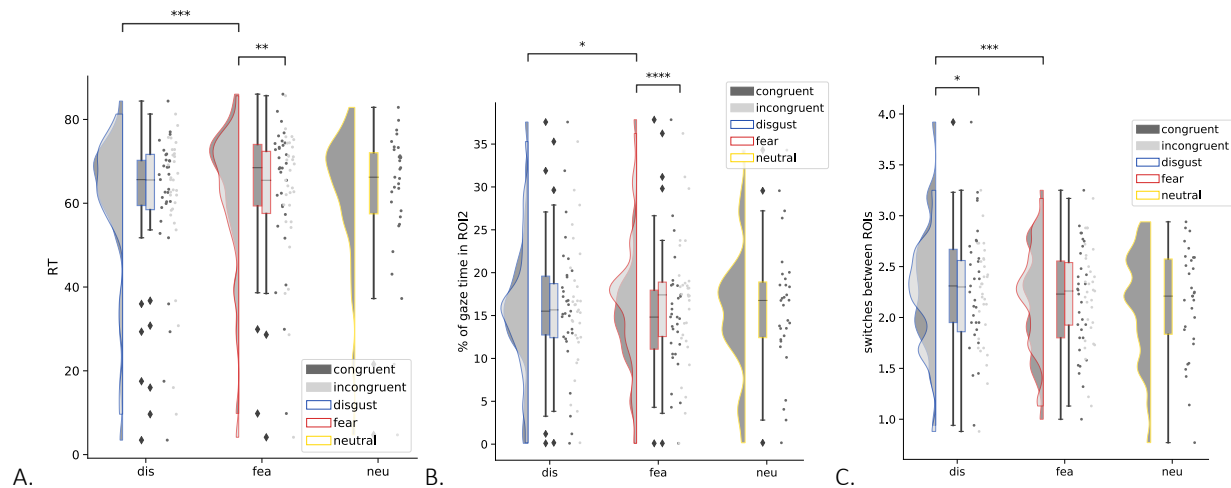 ***
**
RT
80
60
40
20
0
dis
fea
neu
congruent
incongruent
disgust
fear
neutral
A.
*
****
% of gaze time in ROI2
35
30
25
20
15
10
5
0
dis
fea
neu
congruent
incongruent
disgust
fear
neutral
B.
***
*
switches between ROIs
4.0
3.5
3.0
2.5
2.0
1.5
1.0
dis
fea
neu
congruent
incongruent
disgust
fear
neutral
C.